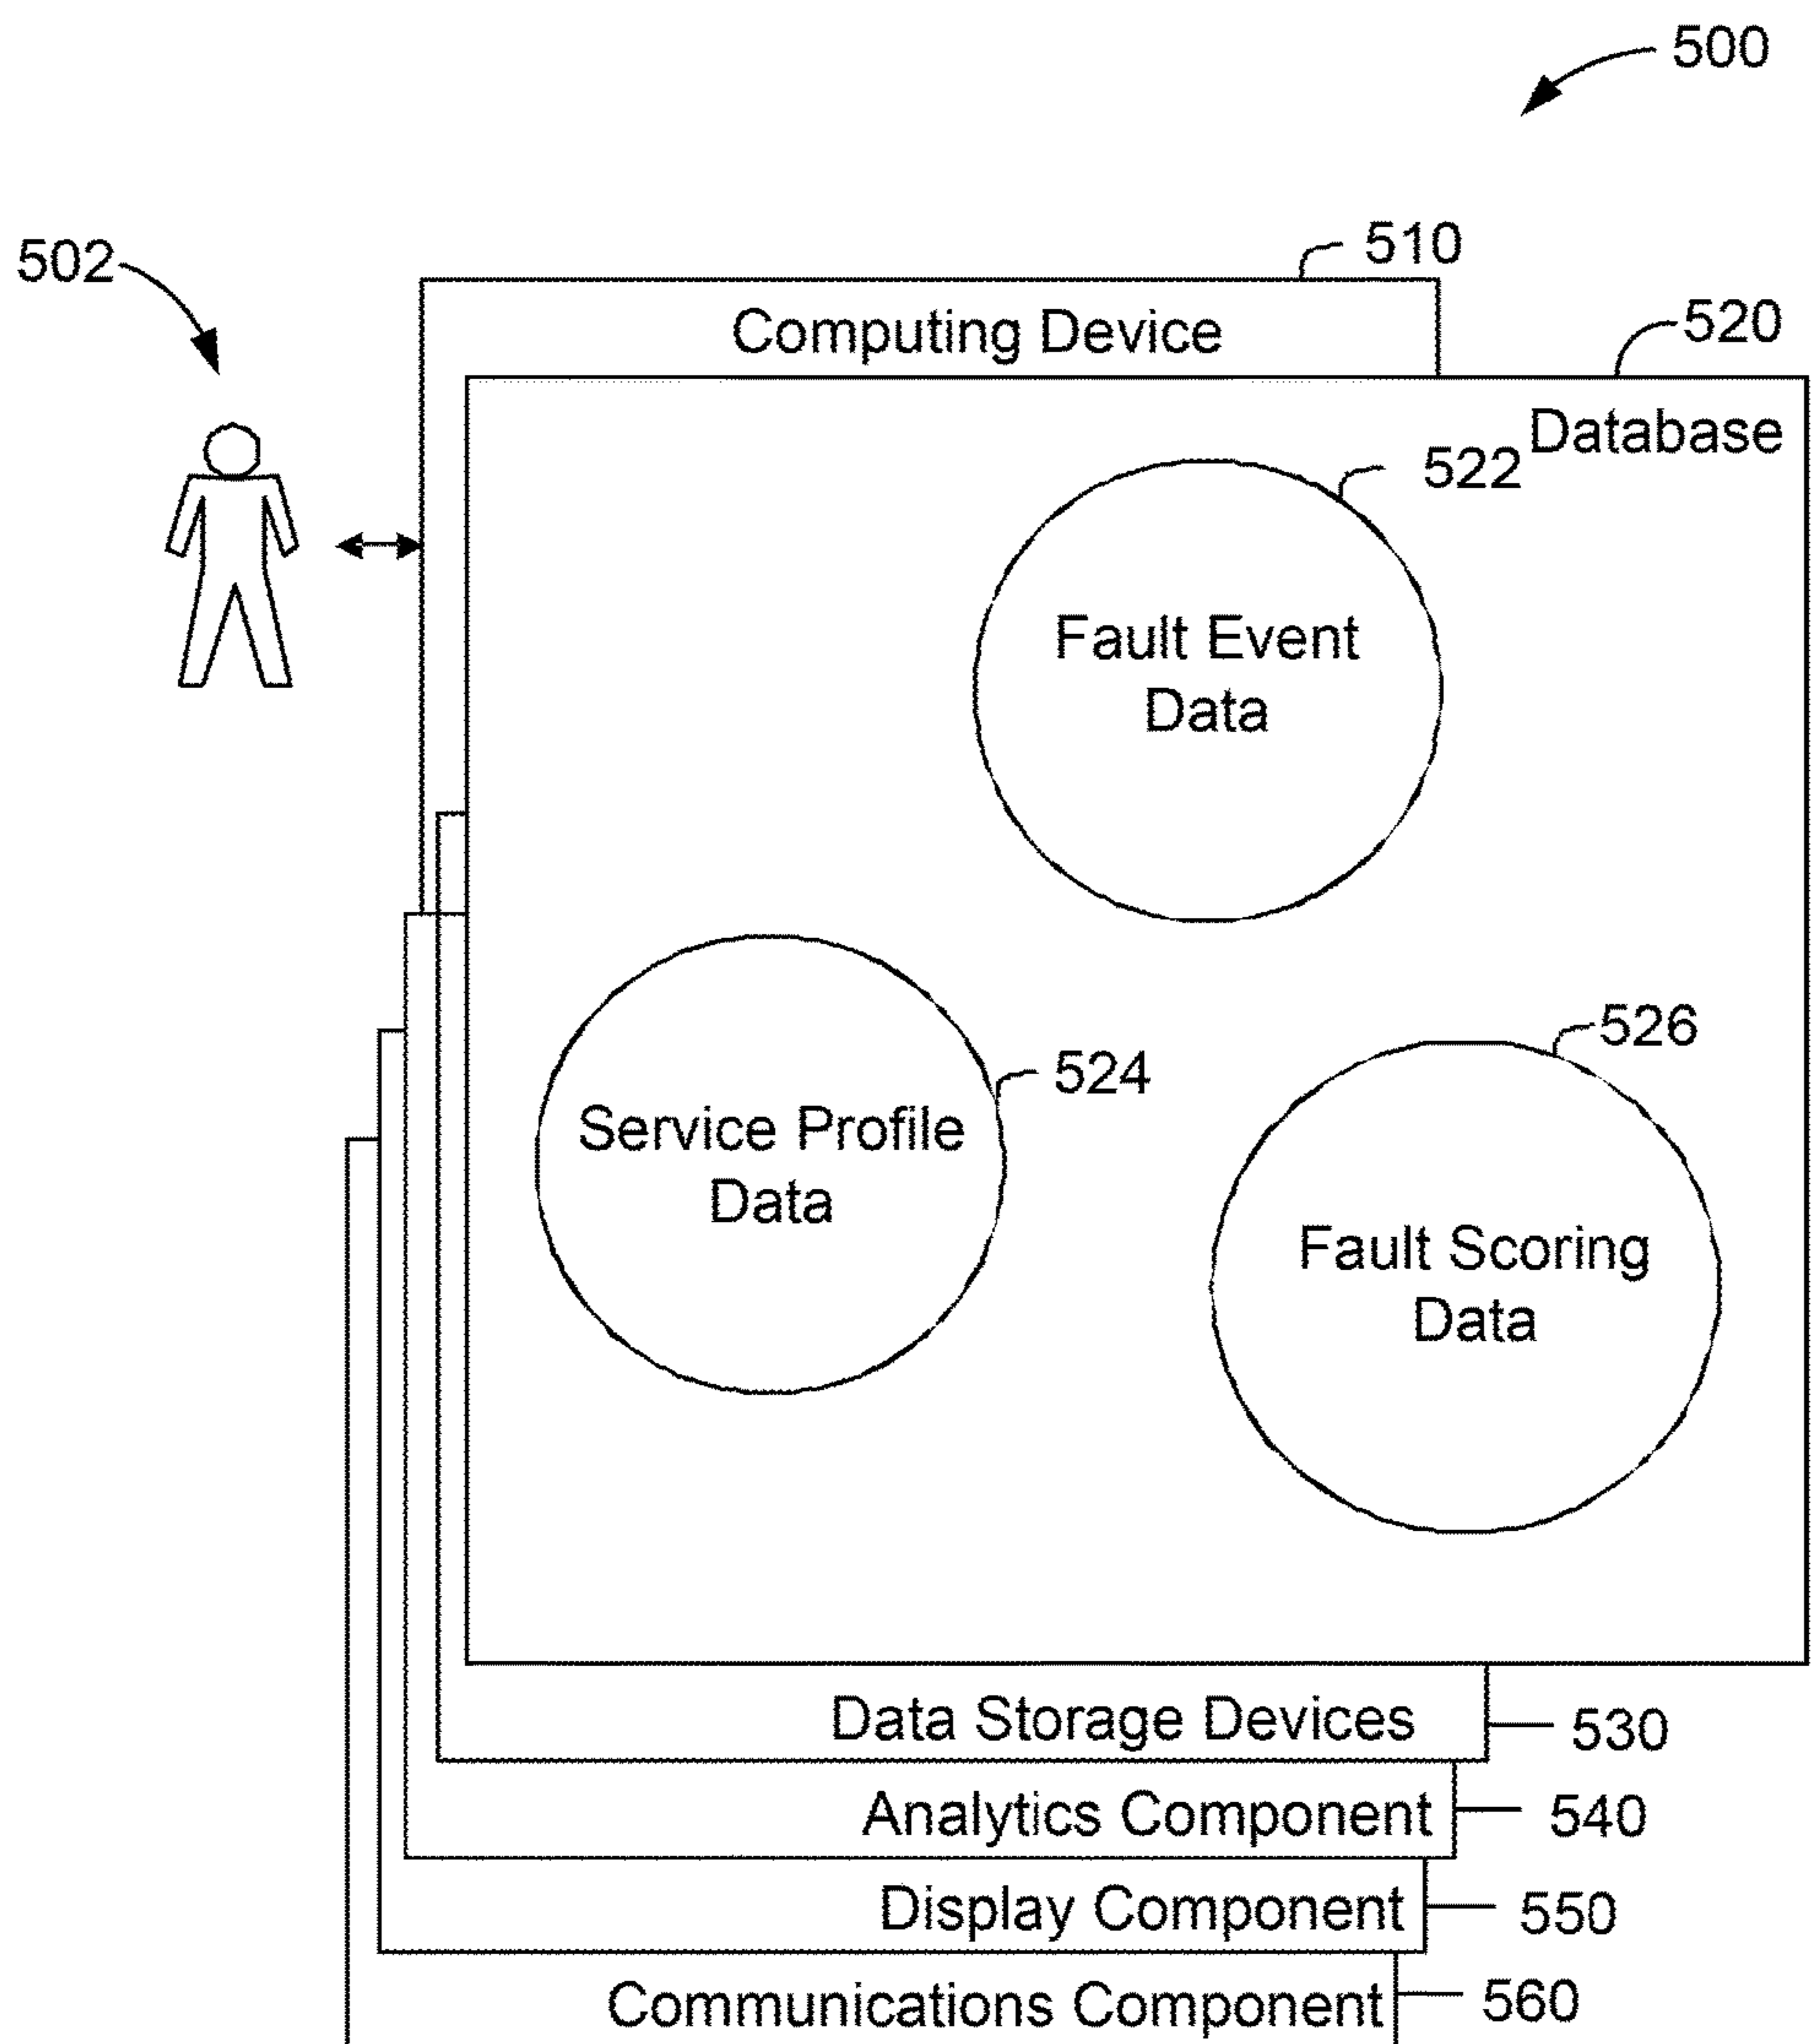 500
510
502
Computing Device
520
Database
522
Fault Event
Data
526
524
Service Profile
Data
Fault Scoring
Data
Data Storage Devices
530
Analytics Component
540
Display Component
550
Communications Component
560